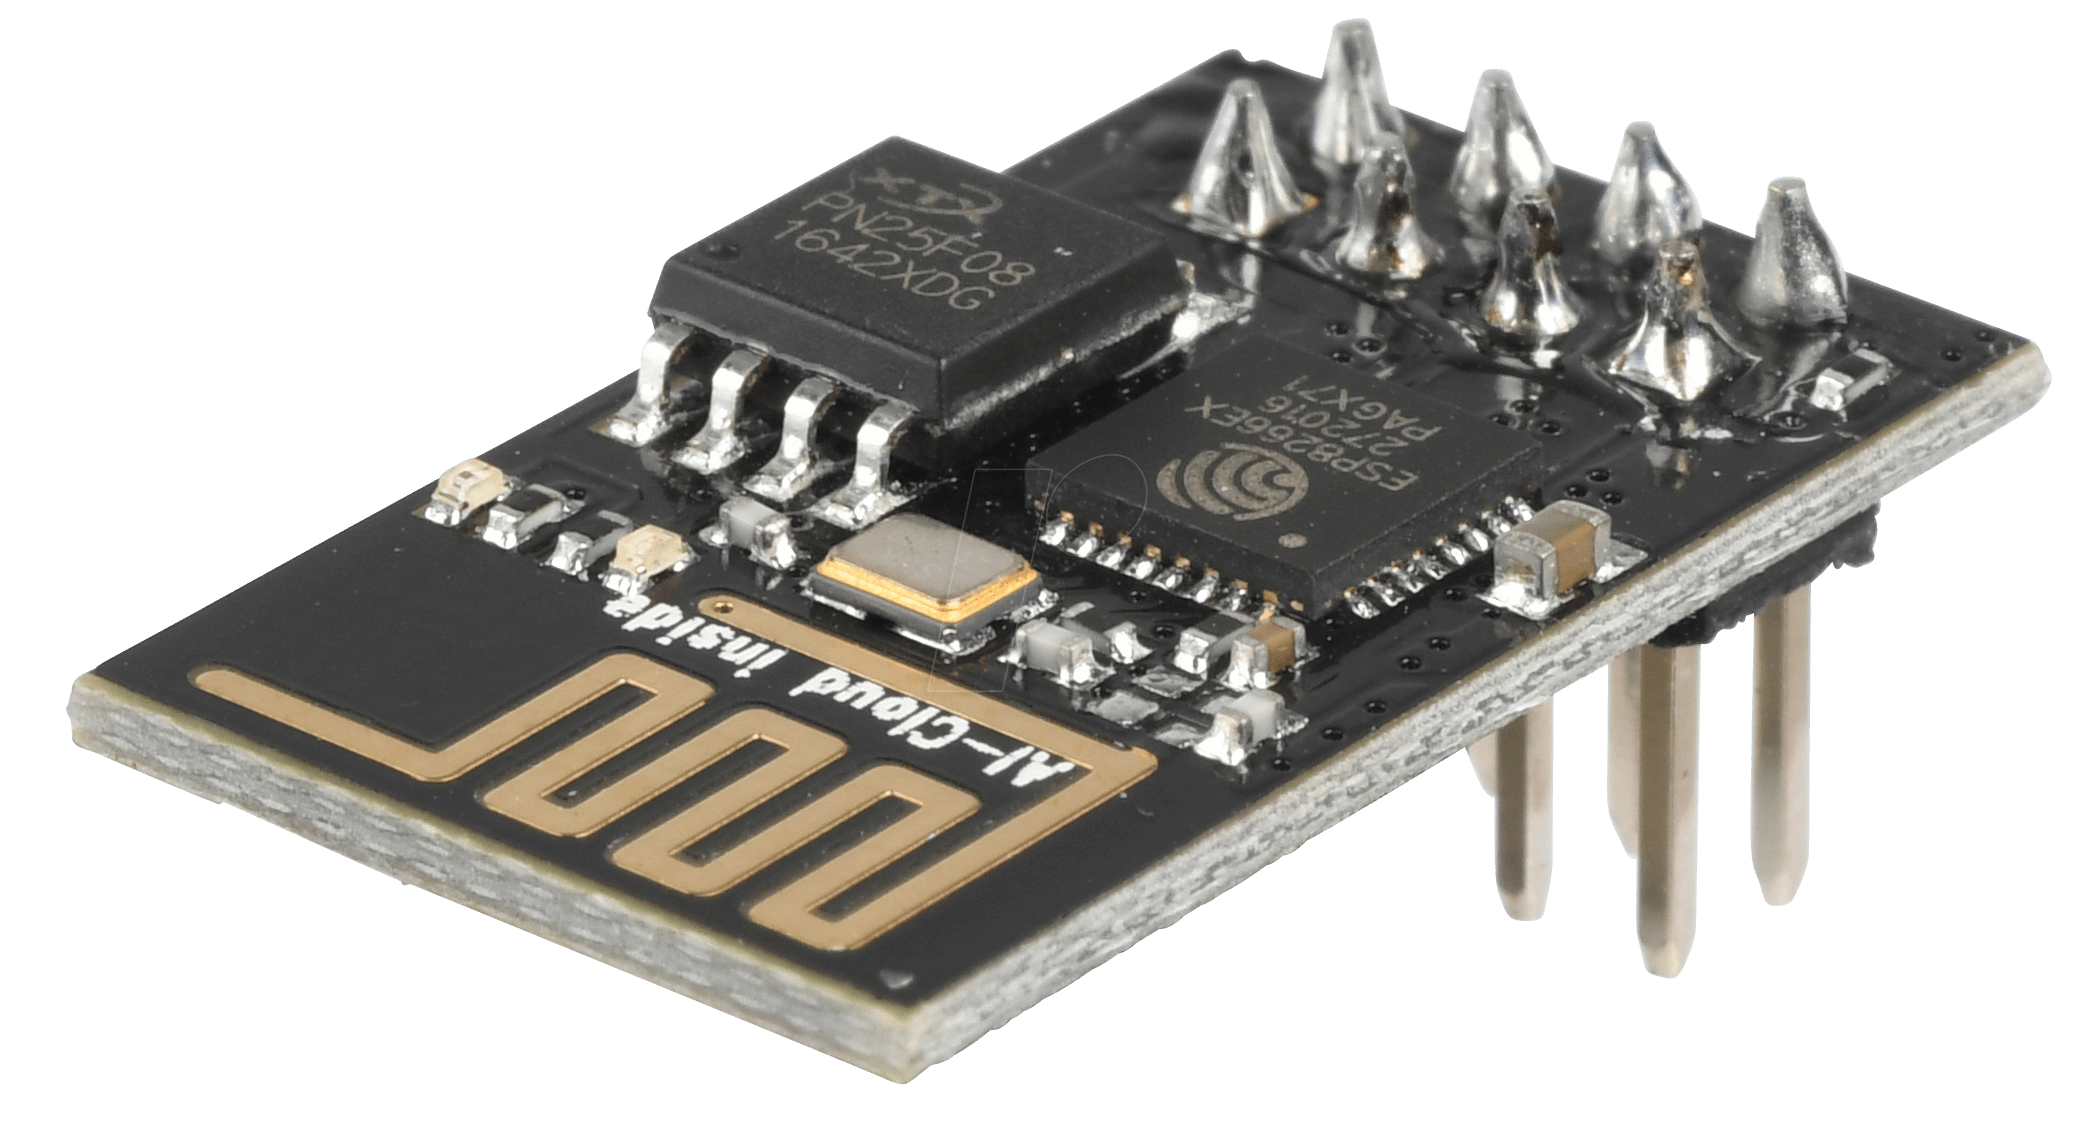 XTX
PN25F08
1642XDG
ESP8266EX
272016
PAGX71
AI-Cloud inside